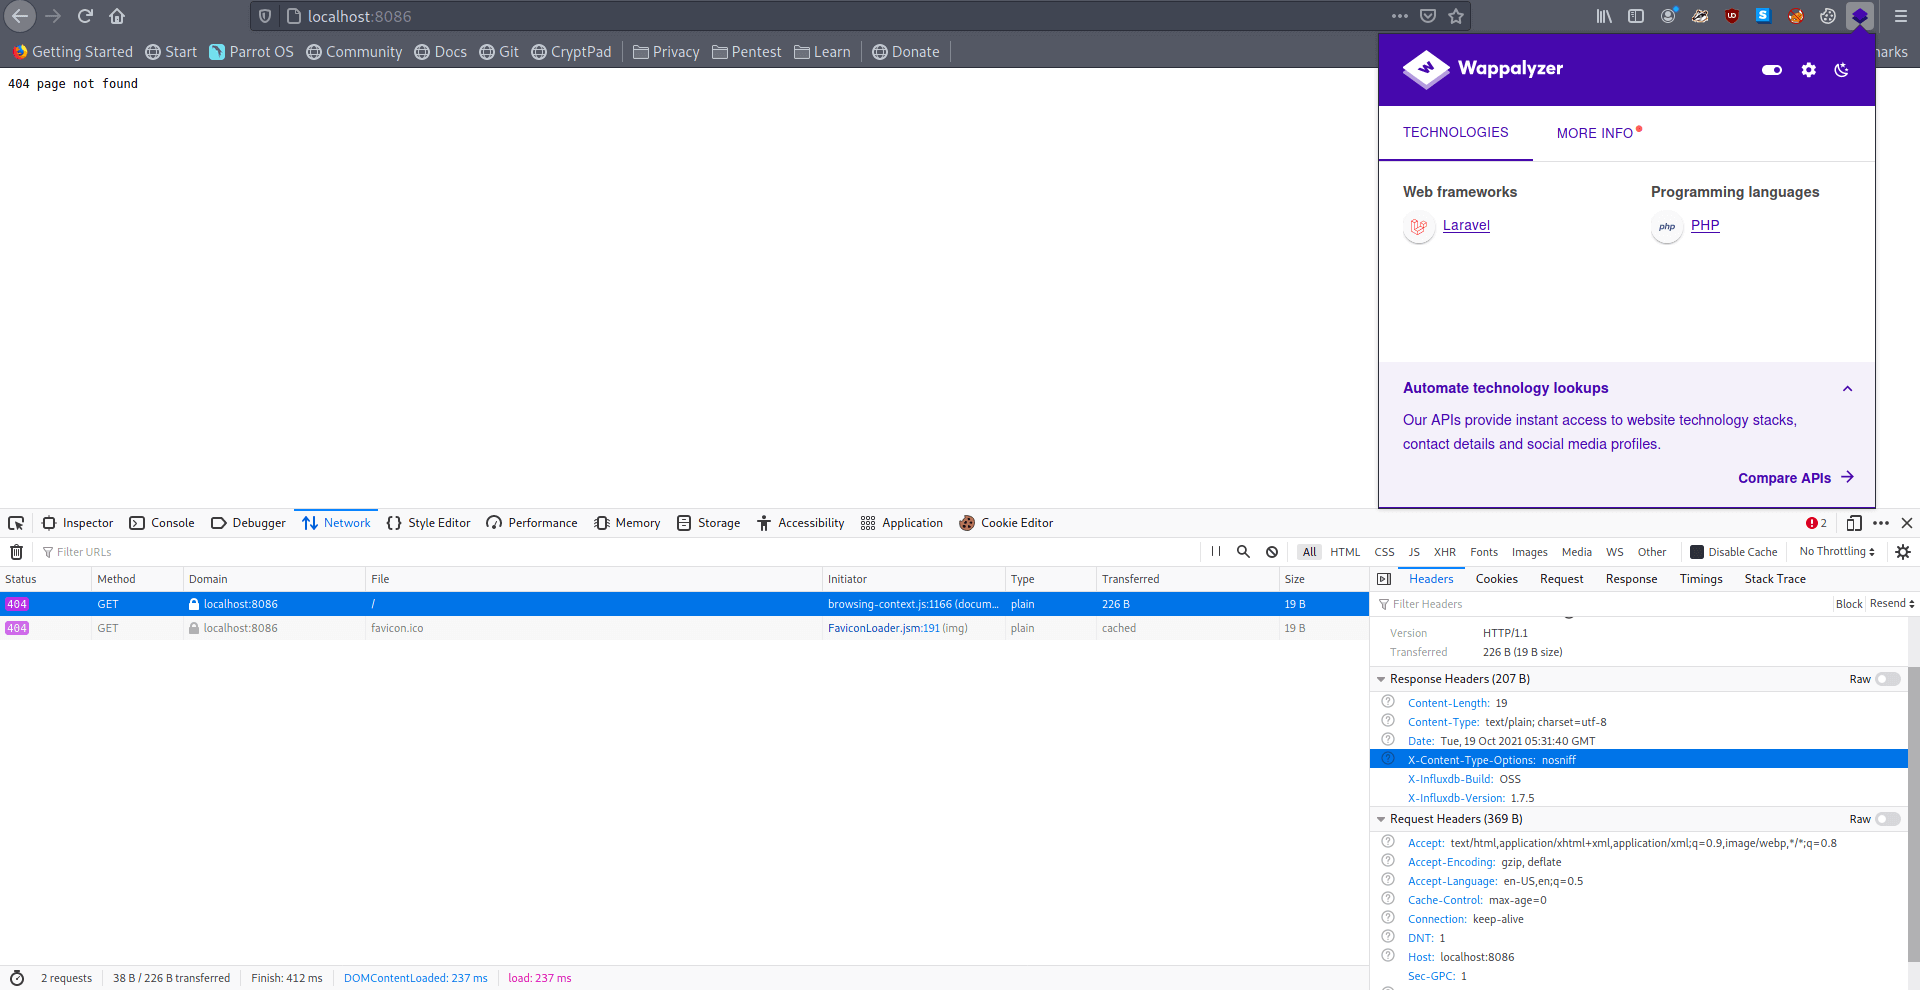 localhost:8086
Getting Started Start Parrot OS Community Docs Git CryptPad Privacy Pentest Learn Donate arks
404 page not found
W Wappalyzer
TECHNOLOGIES MORE INFO
Web frameworks Programming languages
Laravel php PHP
Automate technology lookups
Our APIs provide instant access to website technology stacks,
contact details and social media profiles.
Compare APIs
Inspector Console Debugger Network Style Editor Performance Memory Storage Accessibility Application Cookie Editor 2
Filter URLs All HTML CSS JS XHR Fonts Images Media WS Other Disable Cache No Throttling
Status Method Domain File Initiator Type Transferred Size Headers Cookies Request Response Timings Stack Trace
404 GET localhost:8086 / browsing-context.js:1166 (docum... plain 226 B 19 B
404 GET localhost:8086 favicon.ico FaviconLoader.jsm:191 (img) plain cached 19 B
Filter Headers Block Resend
Version HTTP/1.1
Transferred 226 B (19 B size)
Response Headers (207 B) Raw
Content-Length: 19
Content-Type: text/plain; charset=utf-8
Date: Tue, 19 Oct 2021 05:31:40 GMT
X-Content-Type-Options: nosniff
X-Influxdb-Build: OSS
X-Influxdb-Version: 1.7.5
Request Headers (369 B) Raw
Accept: text/html,application/xhtml+xml,application/xml;q=0.9,image/webp,*/*;q=0.8
Accept-Encoding: gzip, deflate
Accept-Language: en-US,en;q=0.5
Cache-Control: max-age=0
Connection: keep-alive
DNT: 1
Host: localhost:8086
Sec-GPC: 1
2 requests 38 B / 226 B transferred Finish: 412 ms DOMContentLoaded: 237 ms load: 237 ms